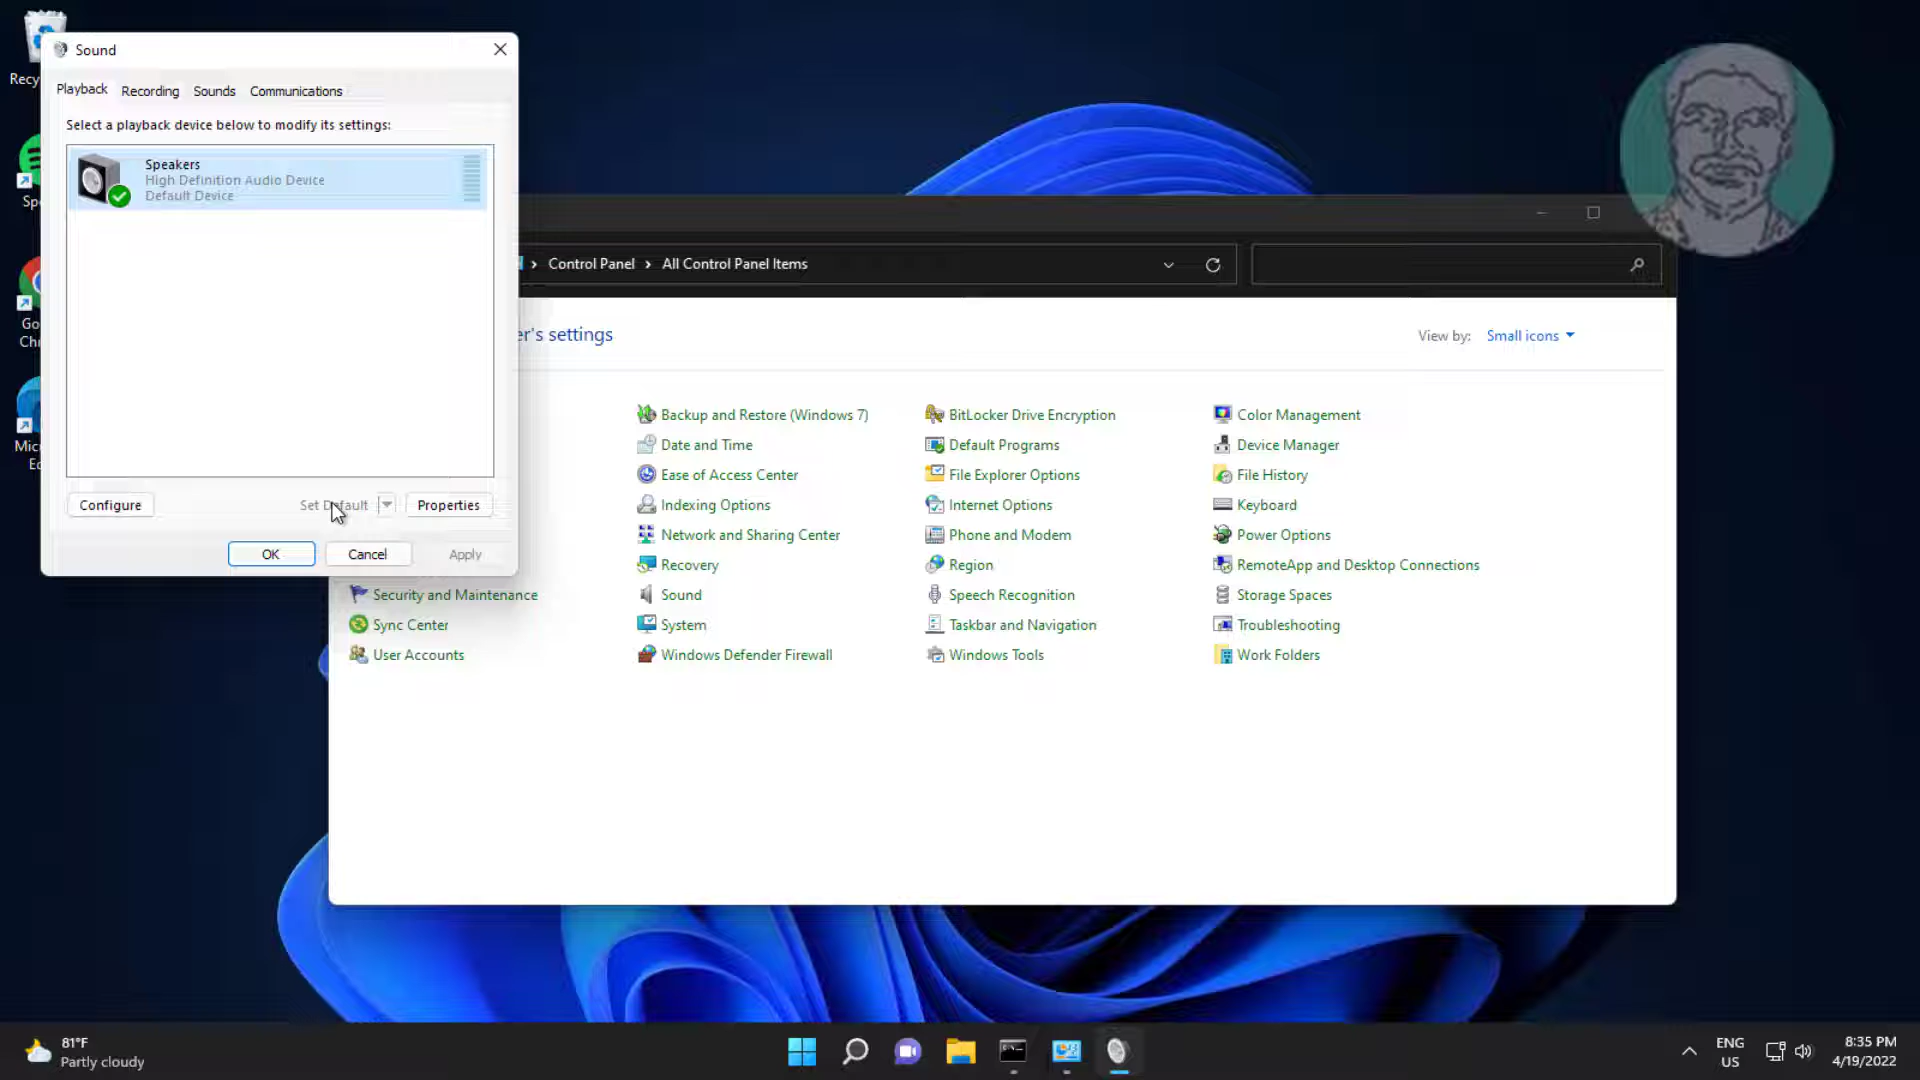 Recy
Sp
Go
Chr
Mic
Ec
Sound
Playback Recording Sounds Communications
Select a playback device below to modify its settings:
Speakers
High Definition Audio Device
Default Device
Configure Set Default Properties
OK Cancel Apply
Control Panel All Control Panel Items
er's settings
View by: Small icons
Backup and Restore (Windows 7) BitLocker Drive Encryption Color Management
Date and Time Default Programs Device Manager
Ease of Access Center File Explorer Options File History
Indexing Options Internet Options Keyboard
Network and Sharing Center Phone and Modem Power Options
Recovery Region RemoteApp and Desktop Connections
Security and Maintenance Sound Speech Recognition Storage Spaces
Sync Center System Taskbar and Navigation Troubleshooting
User Accounts Windows Defender Firewall Windows Tools Work Folders
81°F
Partly cloudy
ENG
US
8:35 PM
4/19/2022